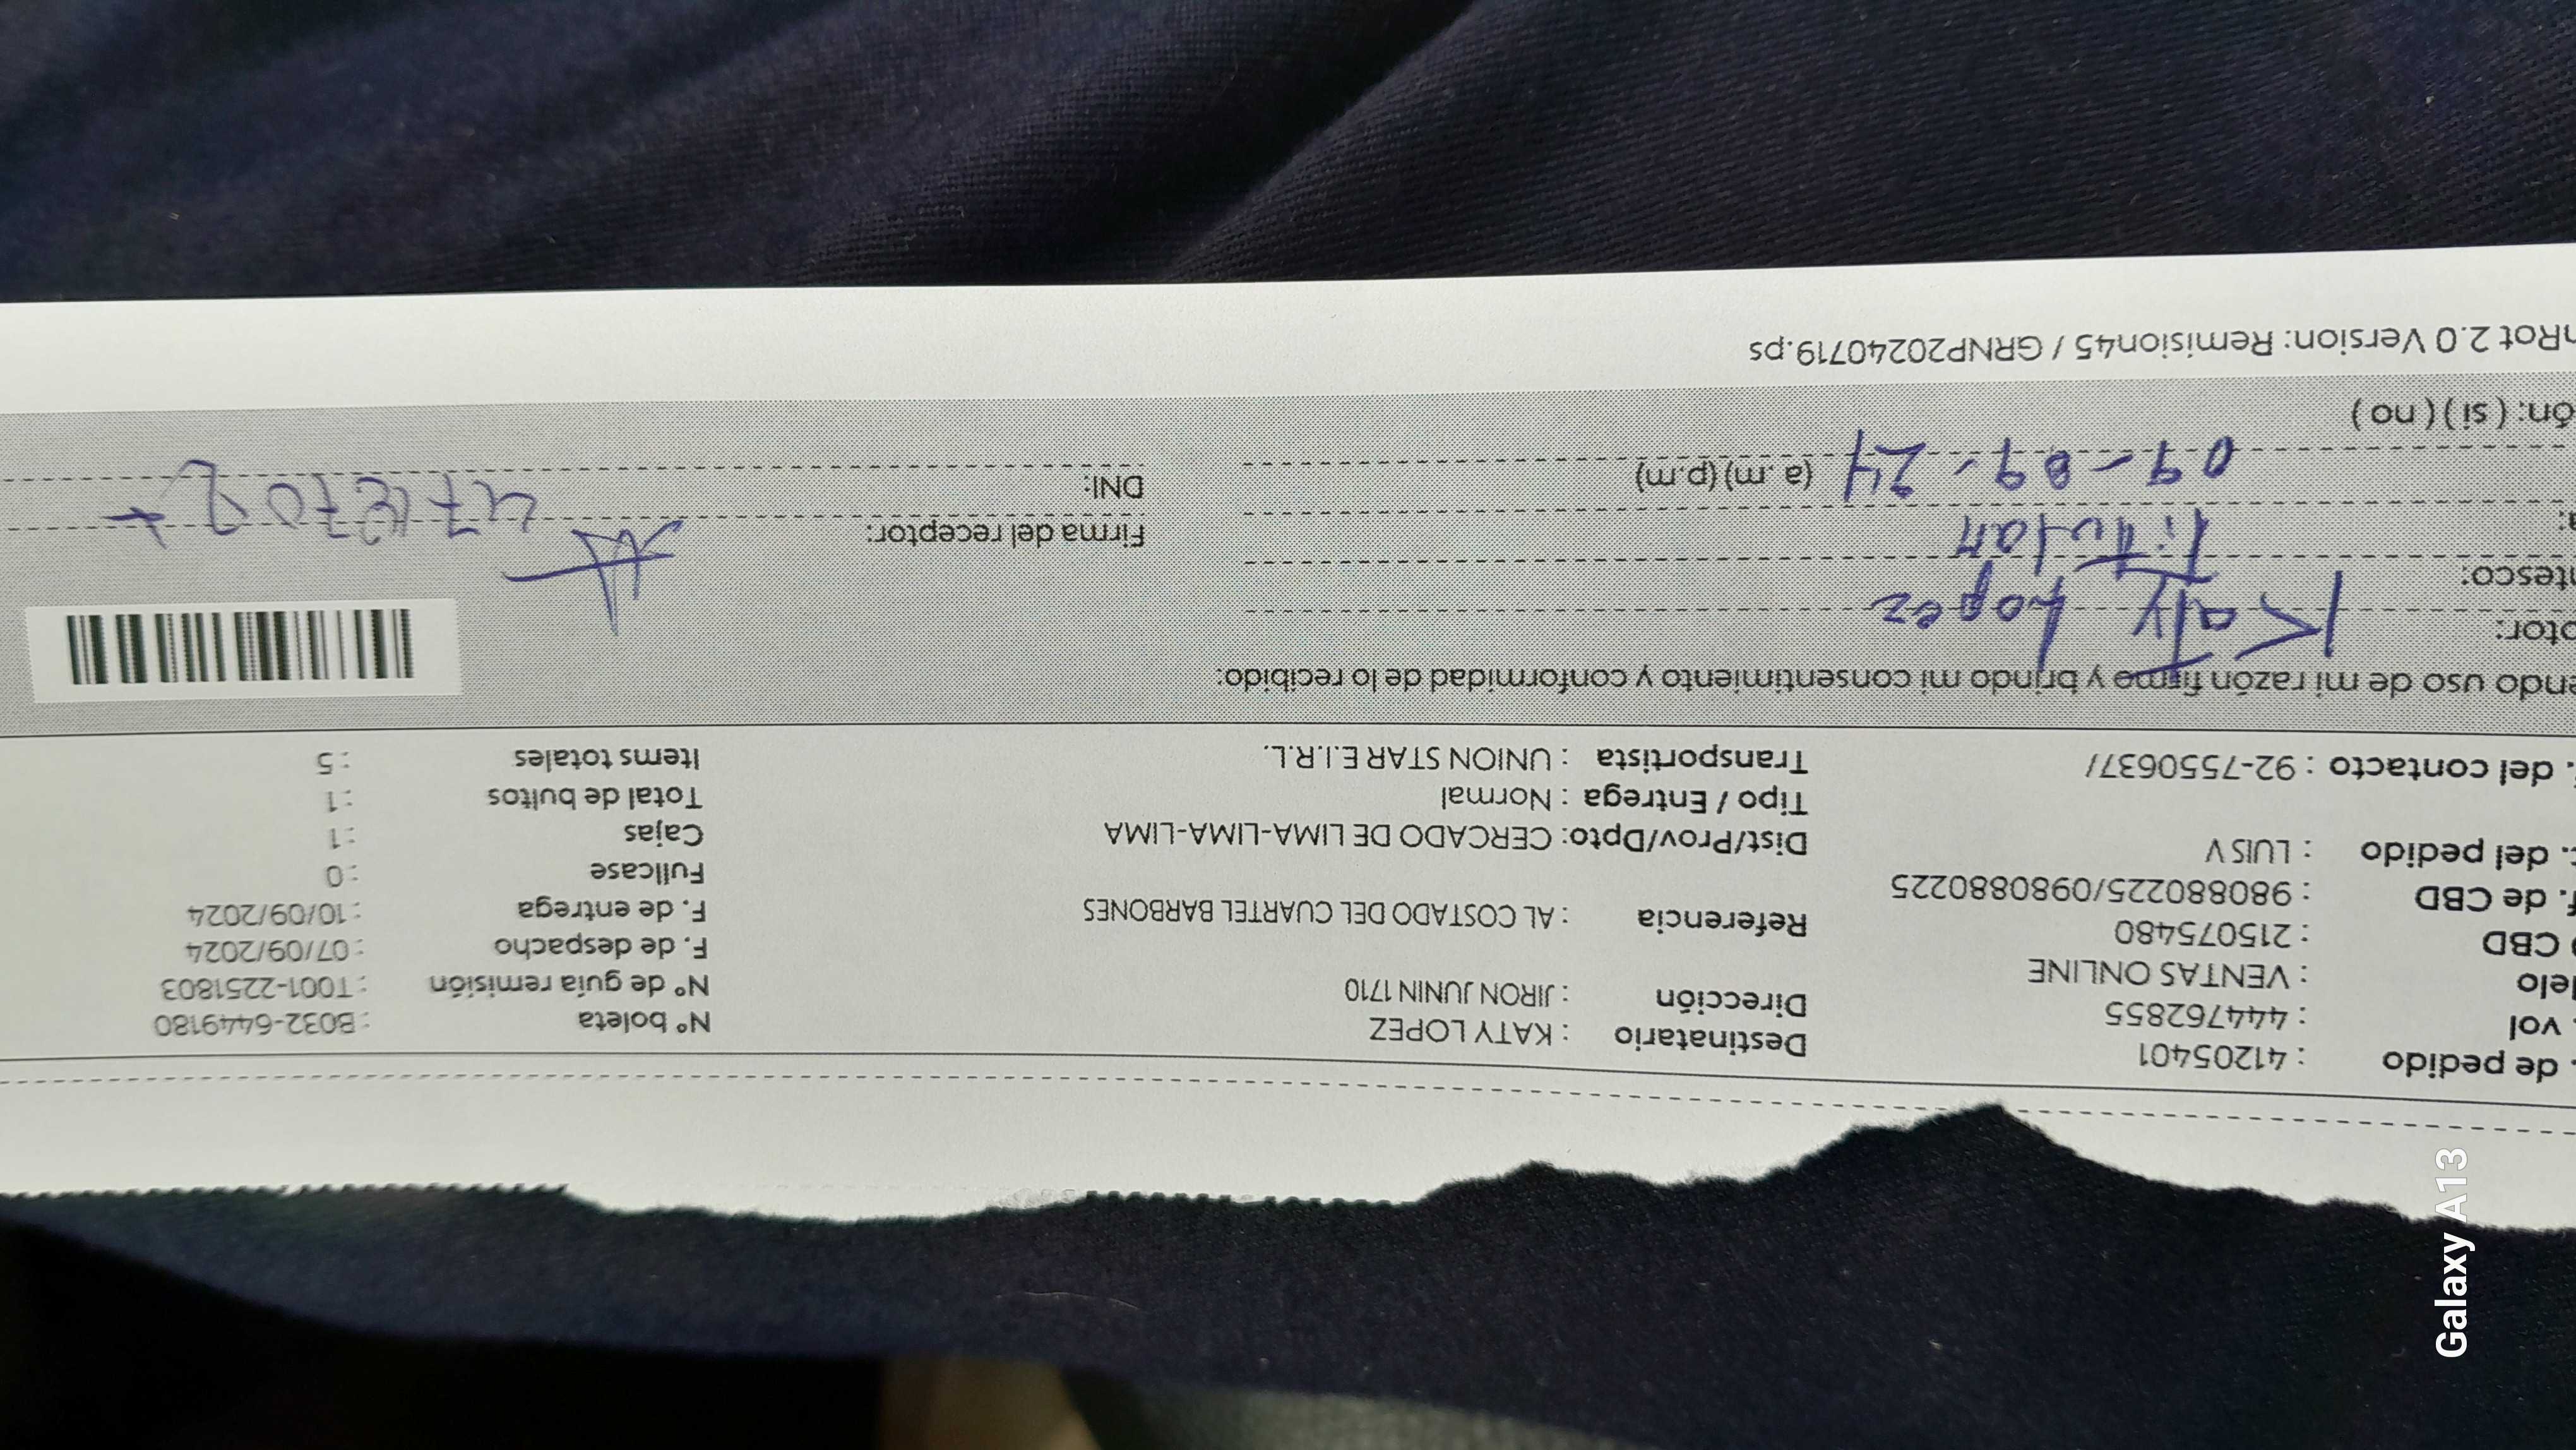 . de pedido : 41205401
. vol : 444762855
delo : VENTAS ONLINE
CBD : 215075480
. de CBD : 980880225/0980880225
. del pedido : LUIS V
. del contacto : 92-7550637/
Destinatario : KATY LOPEZ
Dirección : JIRON JUNIN 1710
Referencia : AL COSTADO DEL CUARTEL BARBONES
Dist/Prov/Dpto: CERCADO DE LIMA-LIMA-LIMA
Tipo / Entrega : Normal
Transportista : UNION STAR E.I.R.L.
N° boleta : B032-6449180
N° de guía remisión : T001-2251803
F. de despacho : 07/09/2024
F. de entrega : 10/09/2024
Fullcase : 0
Cajas : 1
Total de bultos : 1
Items totales : 5
endo uso de mi razón firmo y brindo mi consentimiento y conformidad de lo recibido:
ptor: Katy Lopez
ntesco: Titular
a: 09-09-24 (a.m)(p.m)
ón: ( si ) ( no )
Firma del receptor:
DNI:
nRot 2.0 Version: Remision45 / GRNP20240719.ps
Galaxy A13